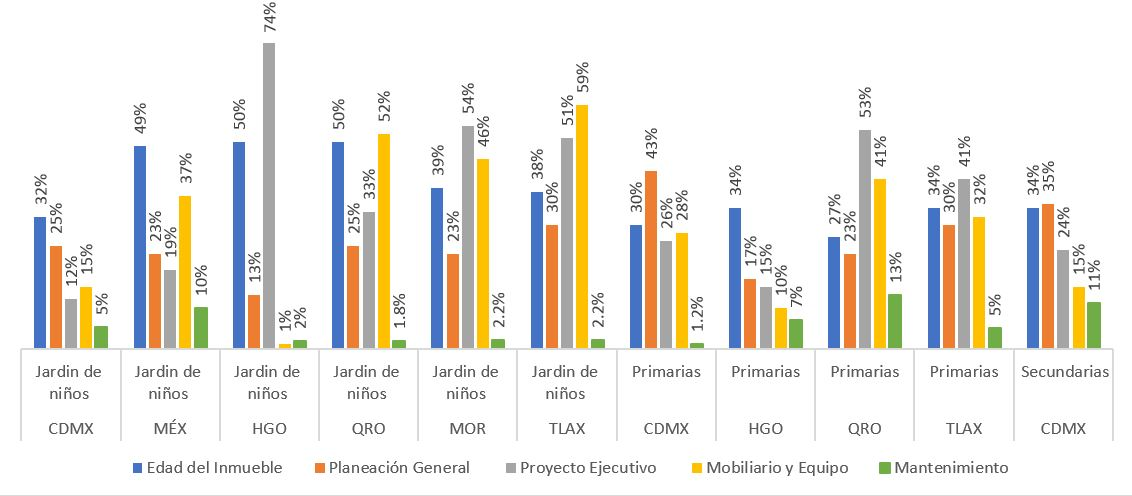 32%
25%
12%
15%
5%
49%
23%
19%
37%
10%
50%
13%
74%
1%
2%
50%
25%
33%
52%
1.8%
39%
23%
54%
46%
2.2%
38%
30%
51%
59%
2.2%
30%
43%
26%
28%
1.2%
34%
17%
15%
10%
7%
27%
23%
53%
41%
13%
34%
30%
41%
32%
5%
34%
35%
24%
15%
11%
Jardin de
niños
Jardin de
niños
Jardin de
niños
Jardin de
niños
Jardin de
niños
Jardin de
niños
Primarias
Primarias
Primarias
Primarias
Secundarias
CDMX
MÉX
HGO
QRO
MOR
TLAX
CDMX
HGO
QRO
TLAX
CDMX
Edad del Inmueble
Planeación General
Proyecto Ejecutivo
Mobiliario y Equipo
Mantenimiento